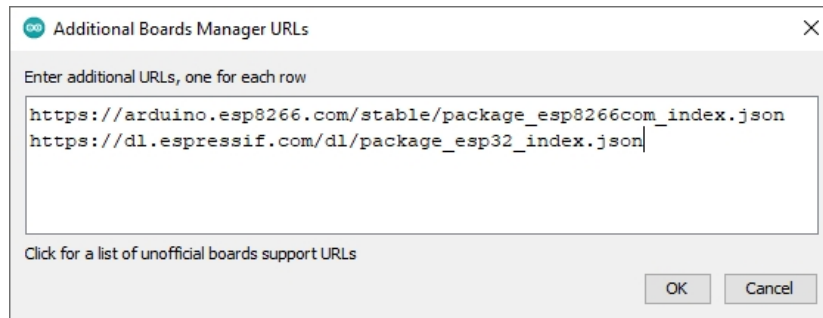 Additional Boards Manager URLs
Enter additional URLs, one for each row
https://arduino.esp8266.com/stable/package_esp8266com_index.json
https://dl.espressif.com/dl/package_esp32_index.json
Click for a list of unofficial boards support URLs
OK Cancel